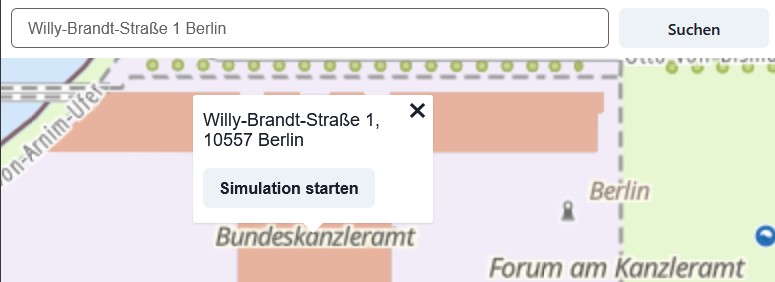 Willy-Brandt-Straße 1 Berlin
Suchen
Otto-von-Bism
on-Arnim-Ufer
Willy-Brandt-Straße 1,
10557 Berlin
Simulation starten
Berlin
Bundeskanzleramt
Forum am Kanzleramt